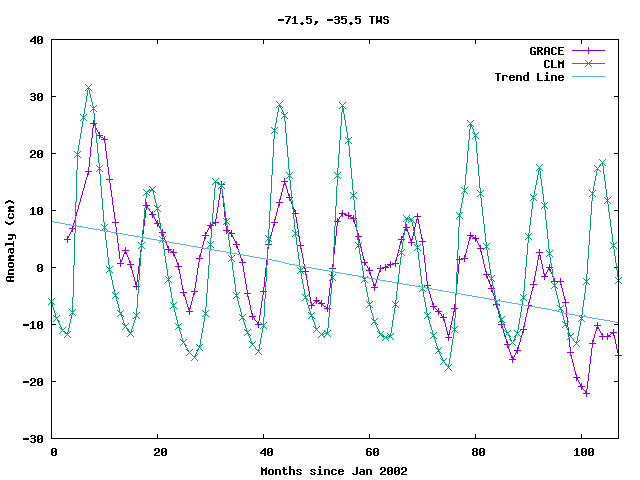 -71.5, -35.5 TWS
GRACE
CLM
Trend Line
40
30
20
10
0
-10
-20
-30
Anomaly (cm)
0 20 40 60 80 100
Months since Jan 2002